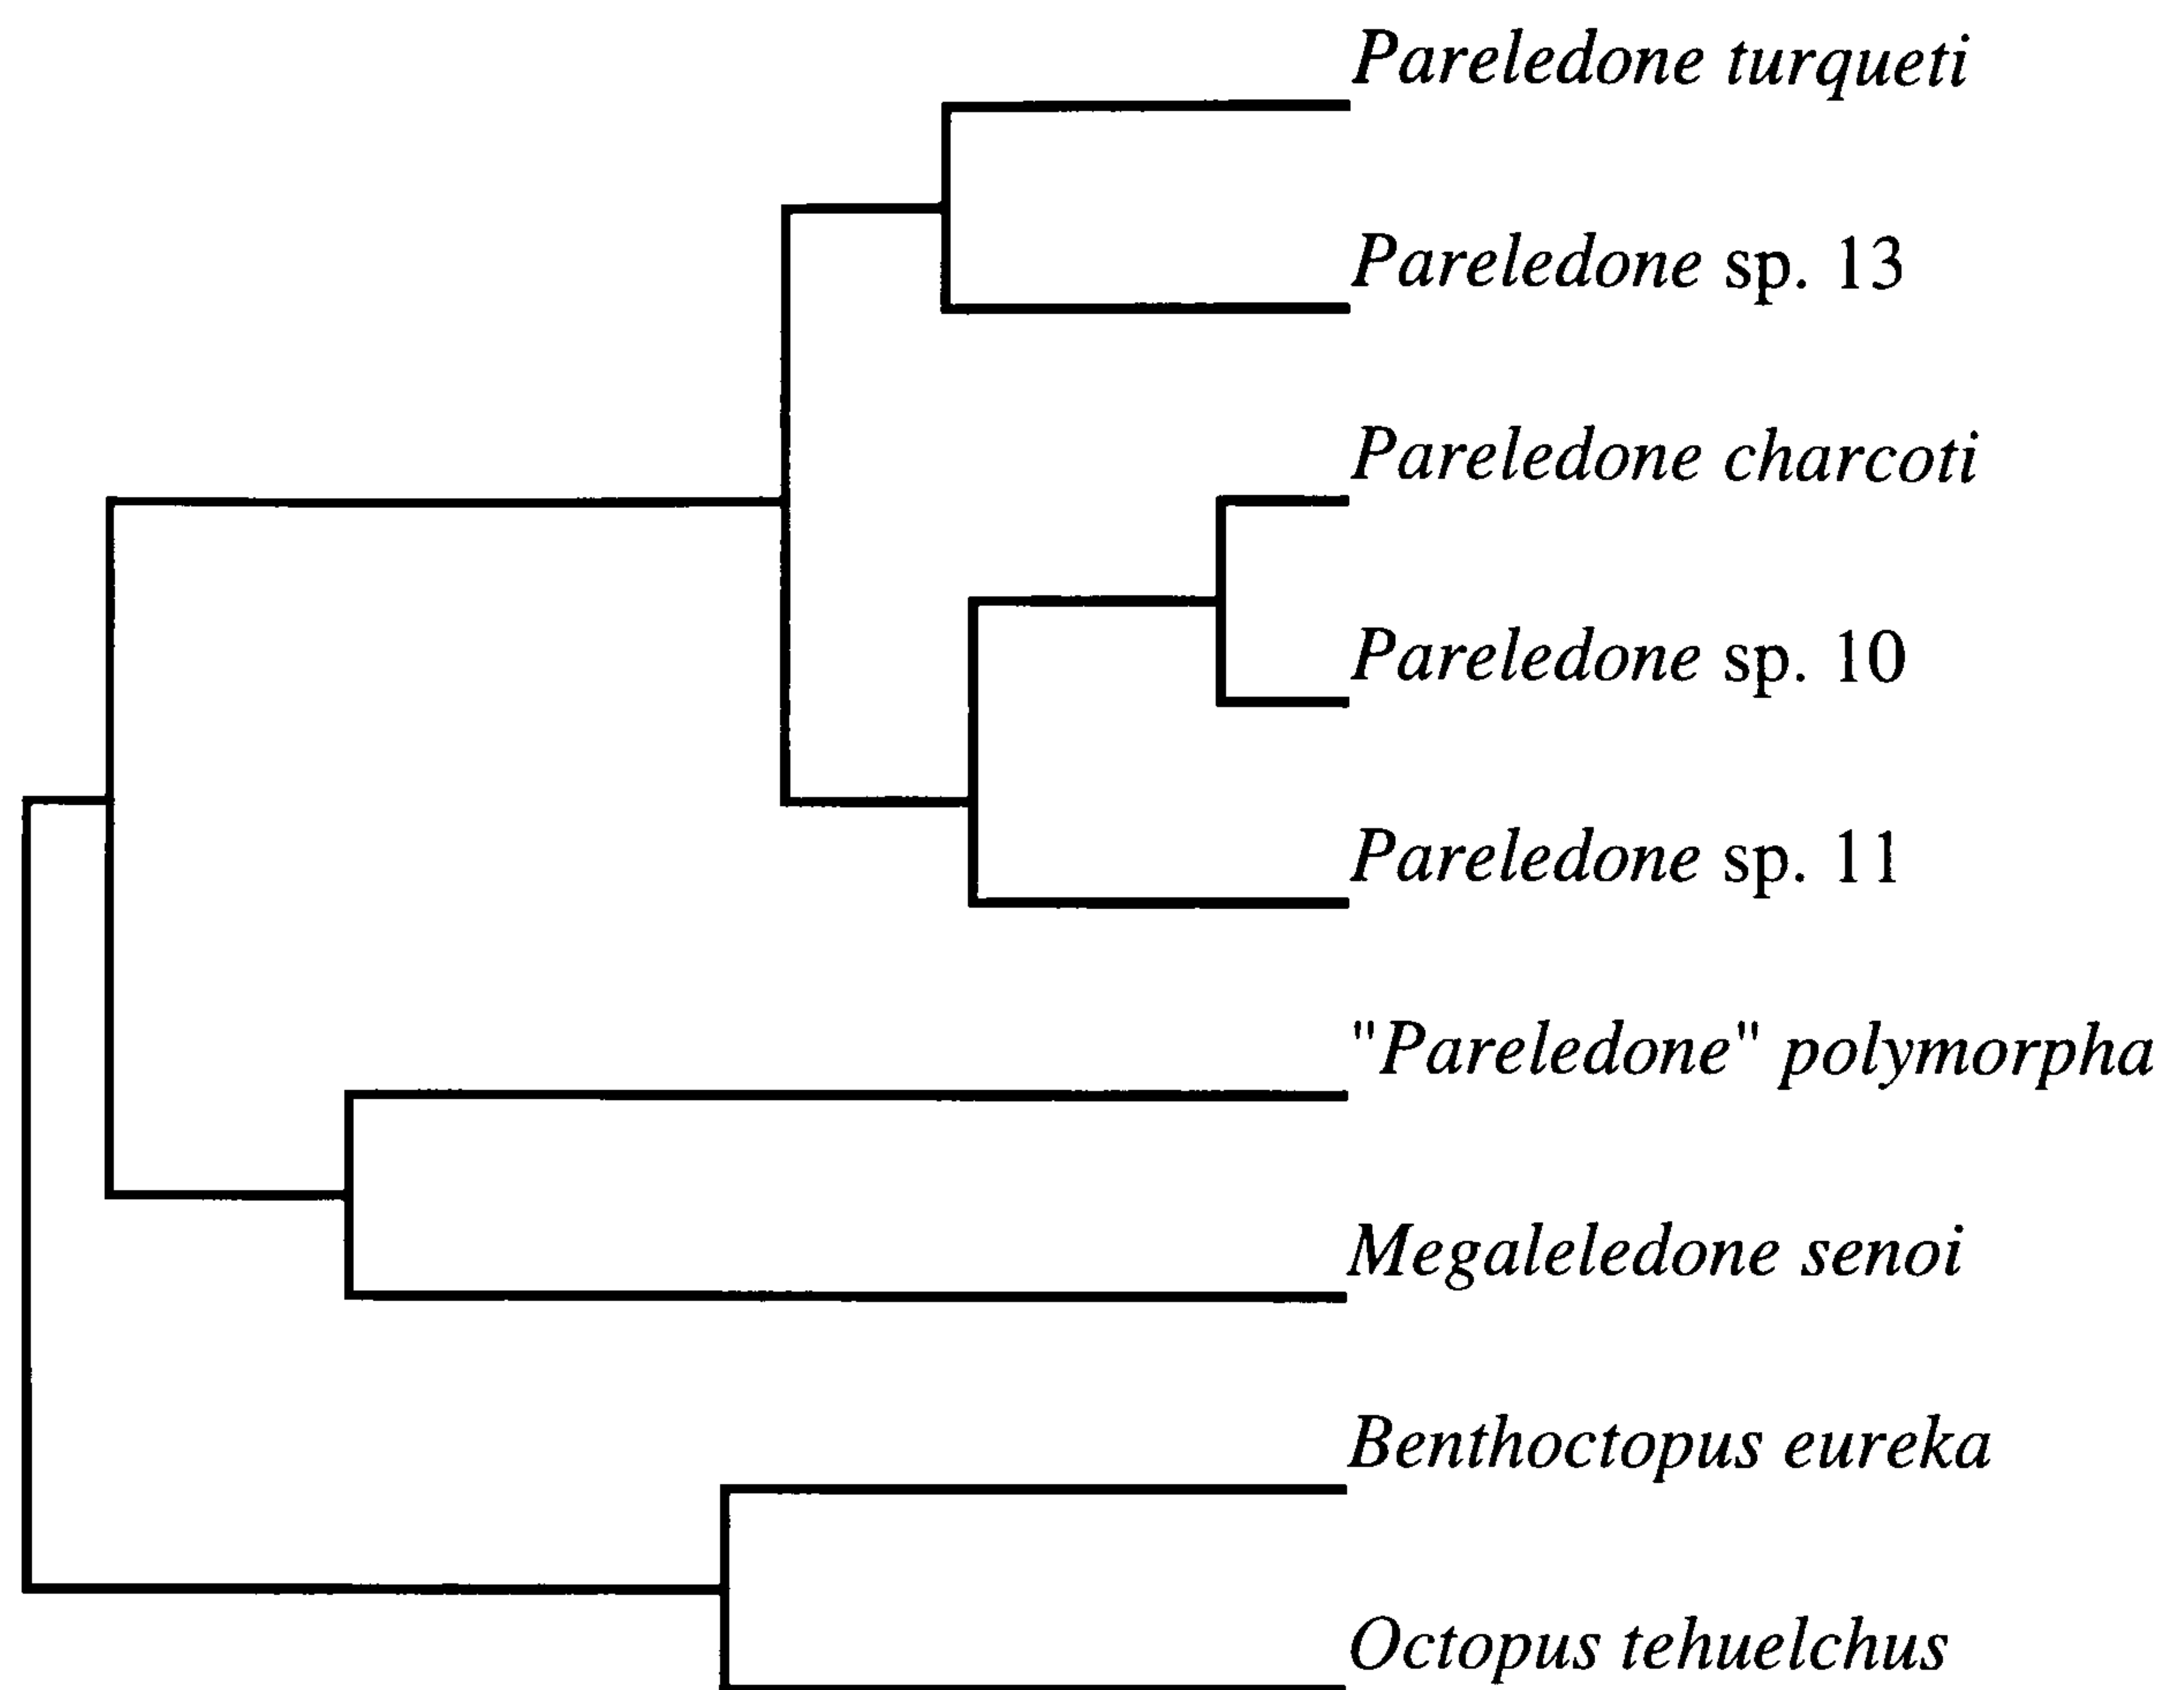 Pareledone turqueti
Pareledone sp. 13
Pareledone charcoti
Pareledone sp. 10
Pareledone sp. 11
"Pareledone" polymorpha
Megaleledone senoi
Benthoctopus eureka
Octopus tehuelchus